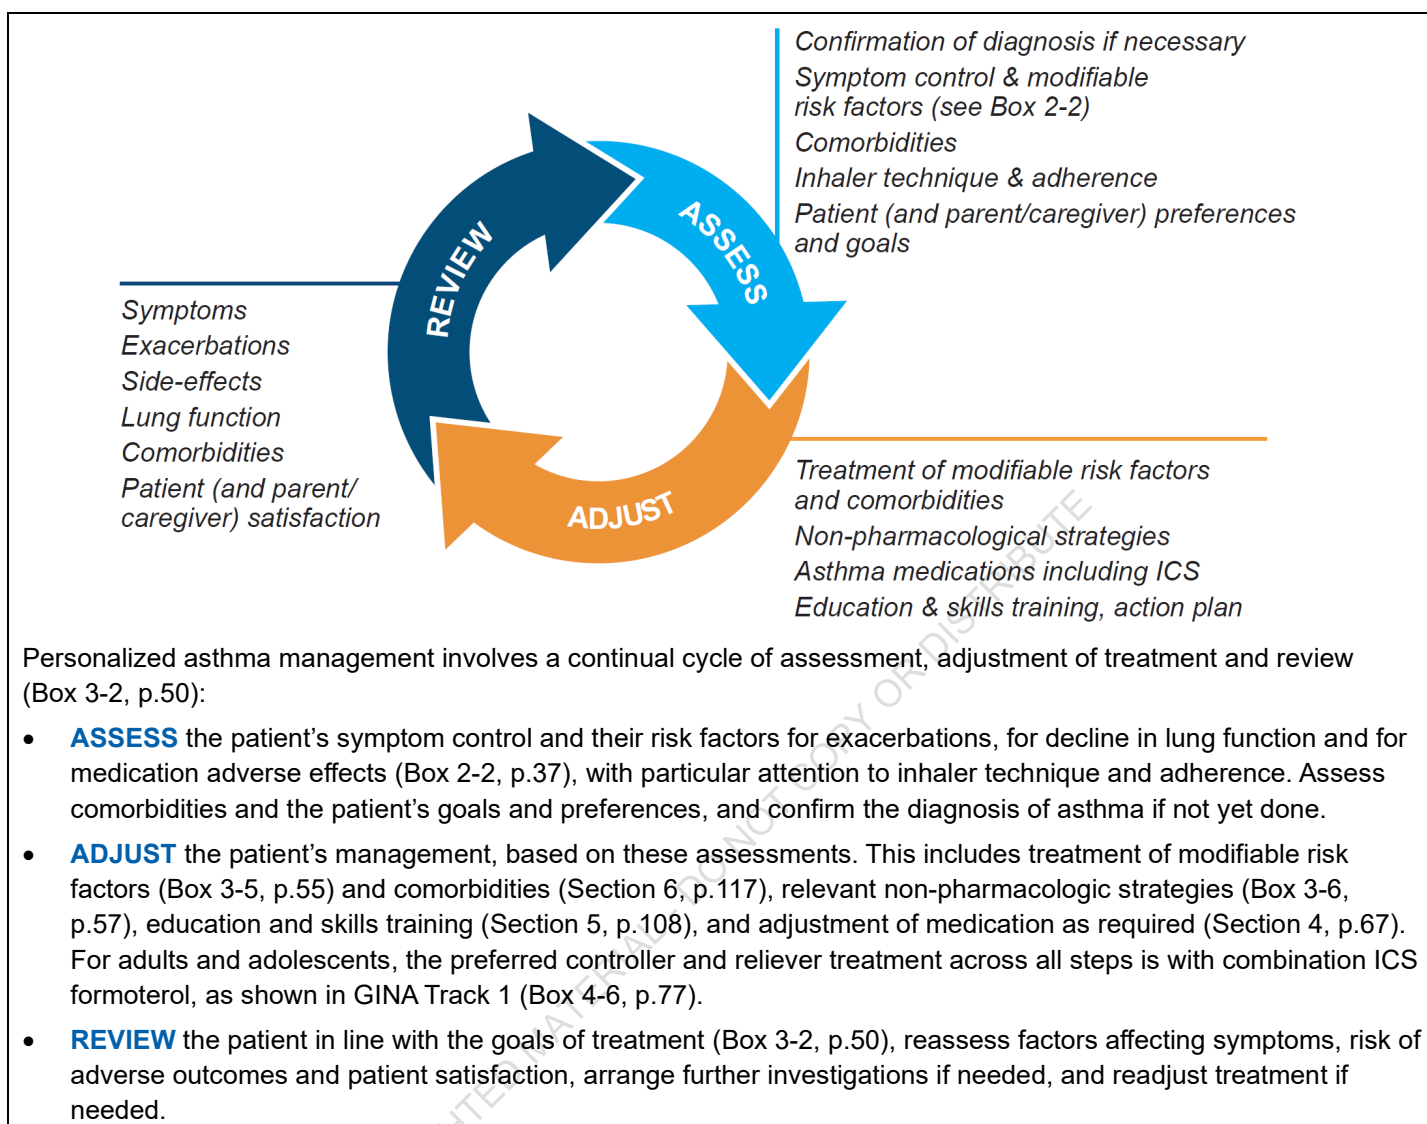 Confirmation of diagnosis if necessary
Symptom control & modifiable
risk factors (see Box 2-2)
Comorbidities
Inhaler technique & adherence
Patient (and parent/caregiver) preferences
and goals
REVIEW
ASSESS
ADJUST
Symptoms
Exacerbations
Side-effects
Lung function
Comorbidities
Patient (and parent/
caregiver) satisfaction
Treatment of modifiable risk factors
and comorbidities
Non-pharmacological strategies
Asthma medications including ICS
Education & skills training, action plan
Personalized asthma management involves a continual cycle of assessment, adjustment of treatment and review
(Box 3-2, p.50):
• ASSESS the patient’s symptom control and their risk factors for exacerbations, for decline in lung function and for
medication adverse effects (Box 2-2, p.37), with particular attention to inhaler technique and adherence. Assess
comorbidities and the patient’s goals and preferences, and confirm the diagnosis of asthma if not yet done.
• ADJUST the patient’s management, based on these assessments. This includes treatment of modifiable risk
factors (Box 3-5, p.55) and comorbidities (Section 6, p.117), relevant non-pharmacologic strategies (Box 3-6,
p.57), education and skills training (Section 5, p.108), and adjustment of medication as required (Section 4, p.67).
For adults and adolescents, the preferred controller and reliever treatment across all steps is with combination ICS
formoterol, as shown in GINA Track 1 (Box 4-6, p.77).
• REVIEW the patient in line with the goals of treatment (Box 3-2, p.50), reassess factors affecting symptoms, risk of
adverse outcomes and patient satisfaction, arrange further investigations if needed, and readjust treatment if
needed.
HTED MATERIAL - DO NOT COPY OR DISTRIBUTE